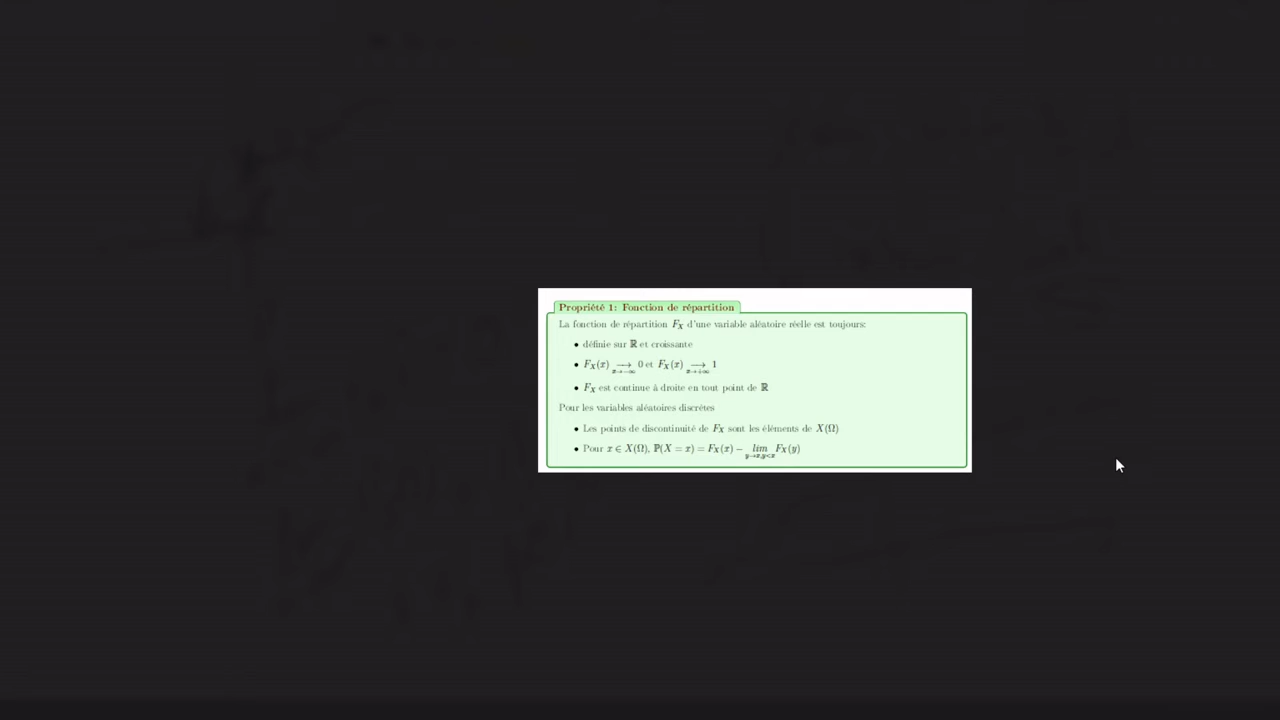 Propriété 1: Fonction de répartition
La fonction de répartition F_X d'une variable aléatoire réelle est toujours:
• définie sur ℝ et croissante
• F_X(x) ⟶_{x→−∞} 0 et F_X(x) ⟶_{x→+∞} 1
• F_X est continue à droite en tout point de ℝ
Pour les variables aléatoires discrètes
• Les points de discontinuité de F_X sont les éléments de X(Ω)
• Pour x ∈ X(Ω), ℙ(X = x) = F_X(x) − lim_{y→x,y<x} F_X(y)